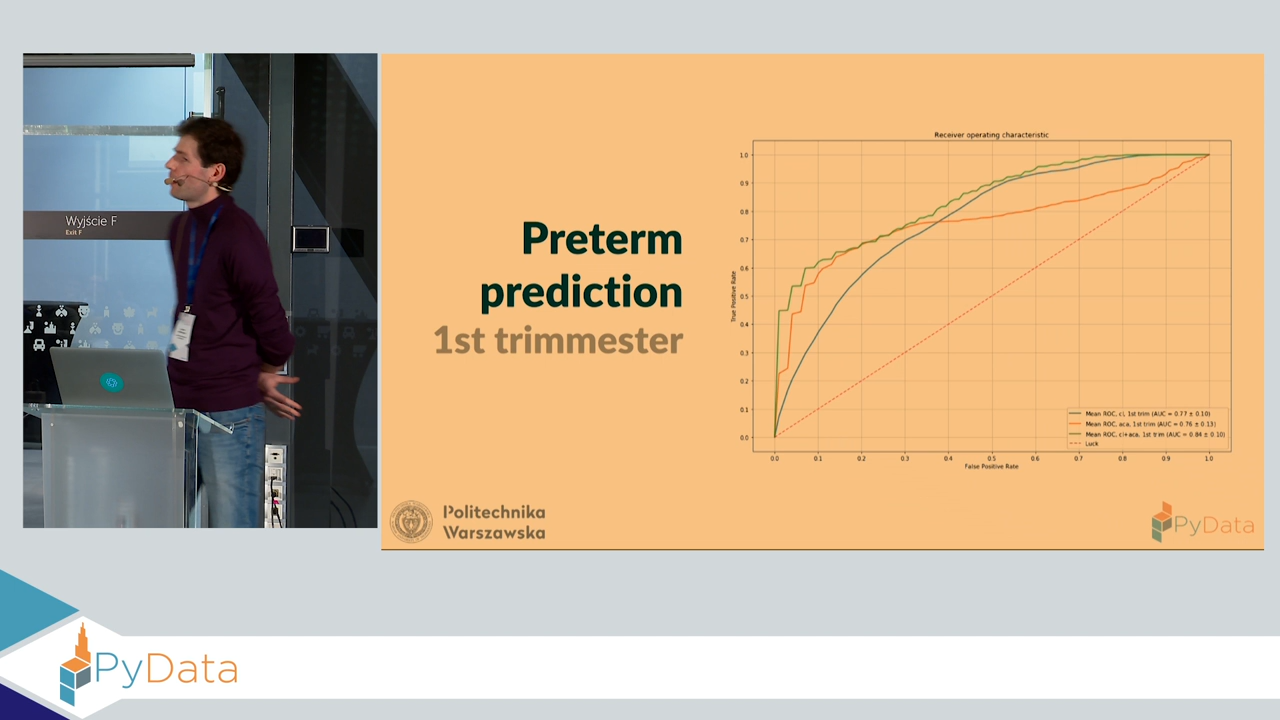 Wyjście F
Exit F
Preterm
prediction
1st trimmester
Receiver operating characteristic
True Positive Rate
1.0
0.9
0.8
0.7
0.6
0.5
0.4
0.3
0.2
0.1
0.0
0.0 0.1 0.2 0.3 0.4 0.5 0.6 0.7 0.8 0.9 1.0
False Positive Rate
Mean ROC, cl, 1st trim (AUC = 0.77 ± 0.10)
Mean ROC, aca, 1st trim (AUC = 0.76 ± 0.13)
Mean ROC, cl+aca, 1st trim (AUC = 0.84 ± 0.10)
Luck
Politechnika
Warszawska
PyData
PyData